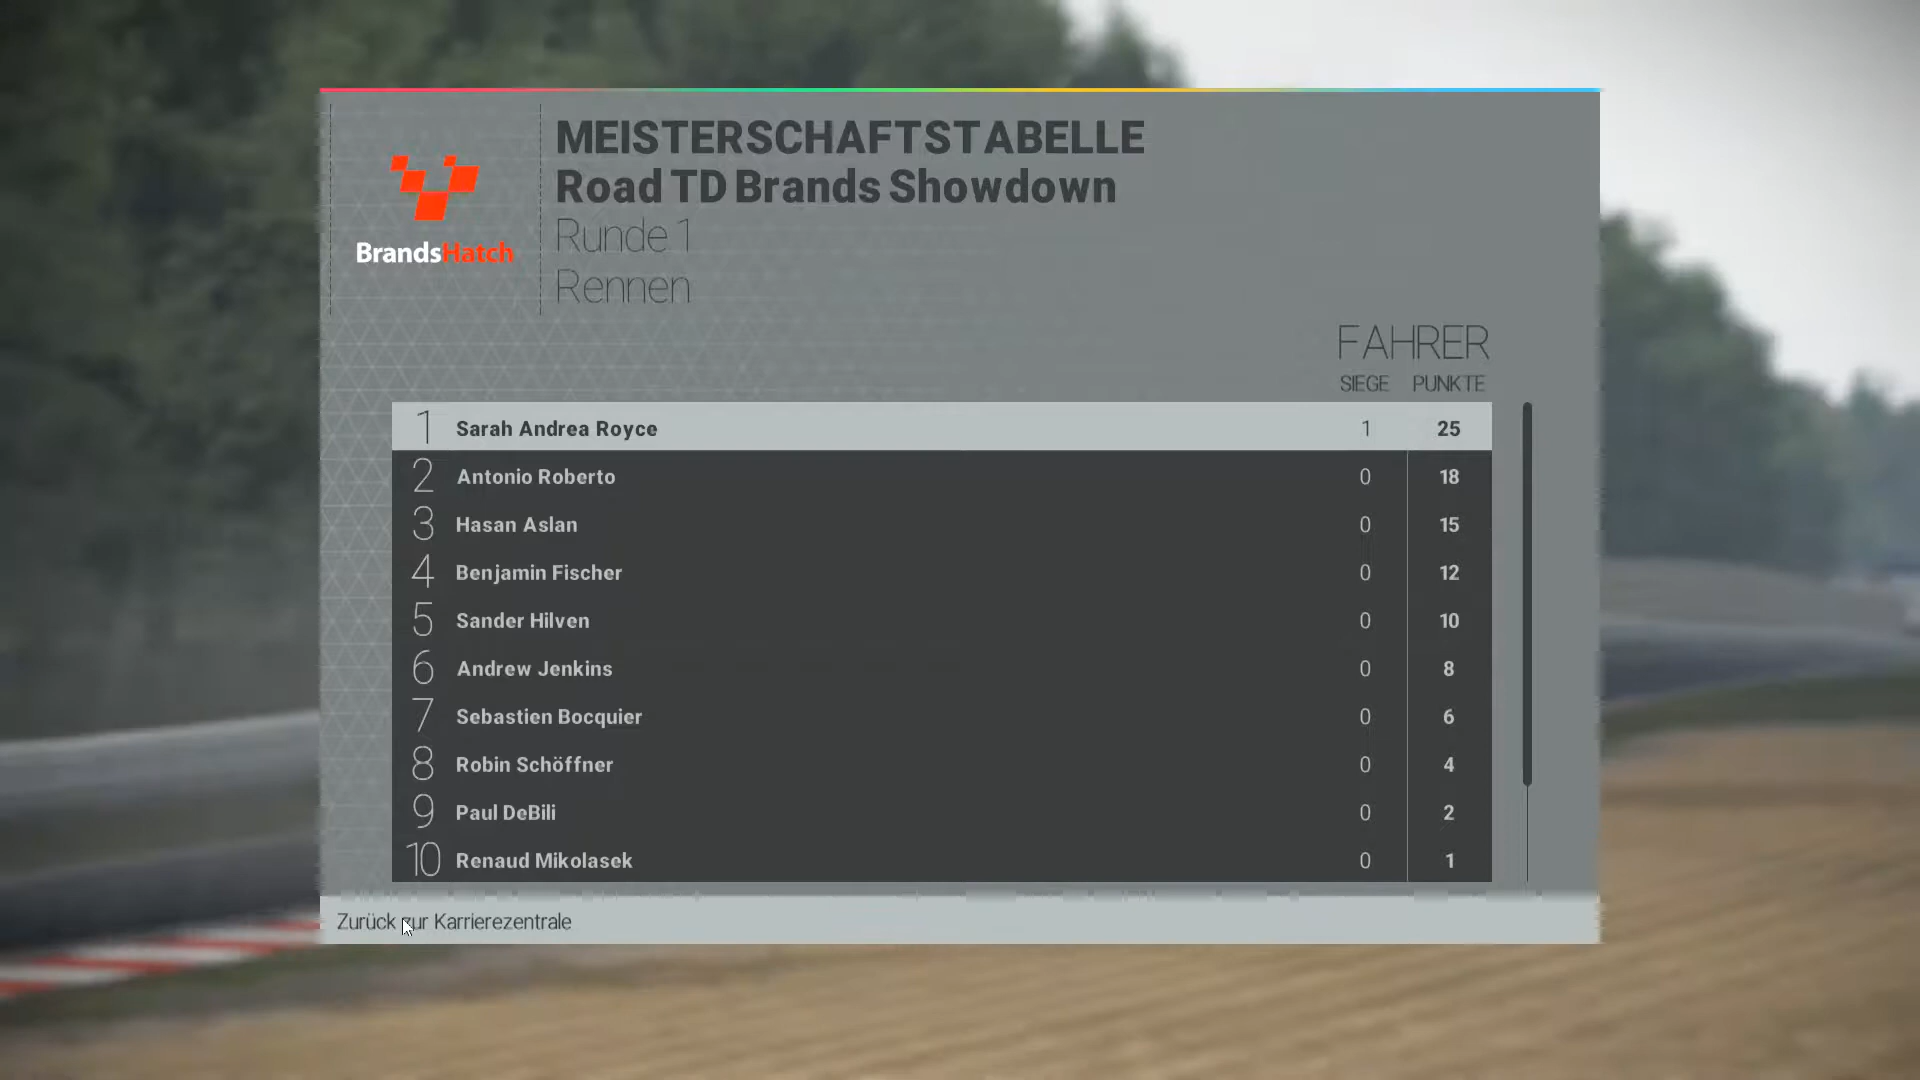 MEISTERSCHAFTSTABELLE
Road TD Brands Showdown
Runde 1
Rennen
BrandsHatch
FAHRER
SIEGE PUNKTE
1 Sarah Andrea Royce 1 25
2 Antonio Roberto 0 18
3 Hasan Aslan 0 15
4 Benjamin Fischer 0 12
5 Sander Hilven 0 10
6 Andrew Jenkins 0 8
7 Sebastien Bocquier 0 6
8 Robin Schöffner 0 4
9 Paul DeBili 0 2
10 Renaud Mikolasek 0 1
Zurück zur Karrierezentrale